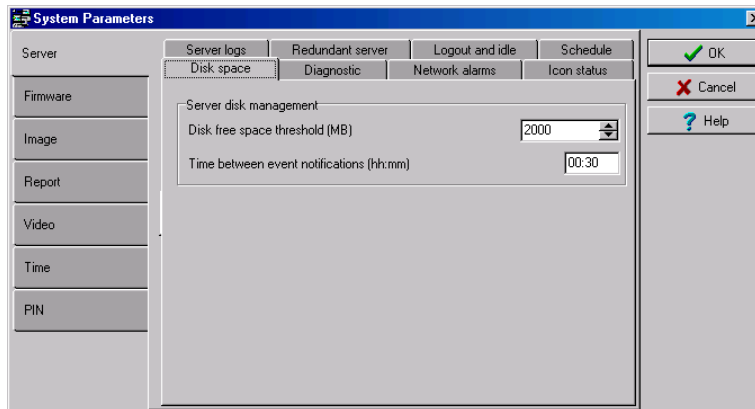 System Parameters
Server
Firmware
Image
Report
Video
Time
PIN
Server logs
Redundant server
Logout and idle
Schedule
Disk space
Diagnostic
Network alarms
Icon status
Server disk management
Disk free space threshold (MB)
2000
Time between event notifications (hh:mm)
00:30
OK
Cancel
Help